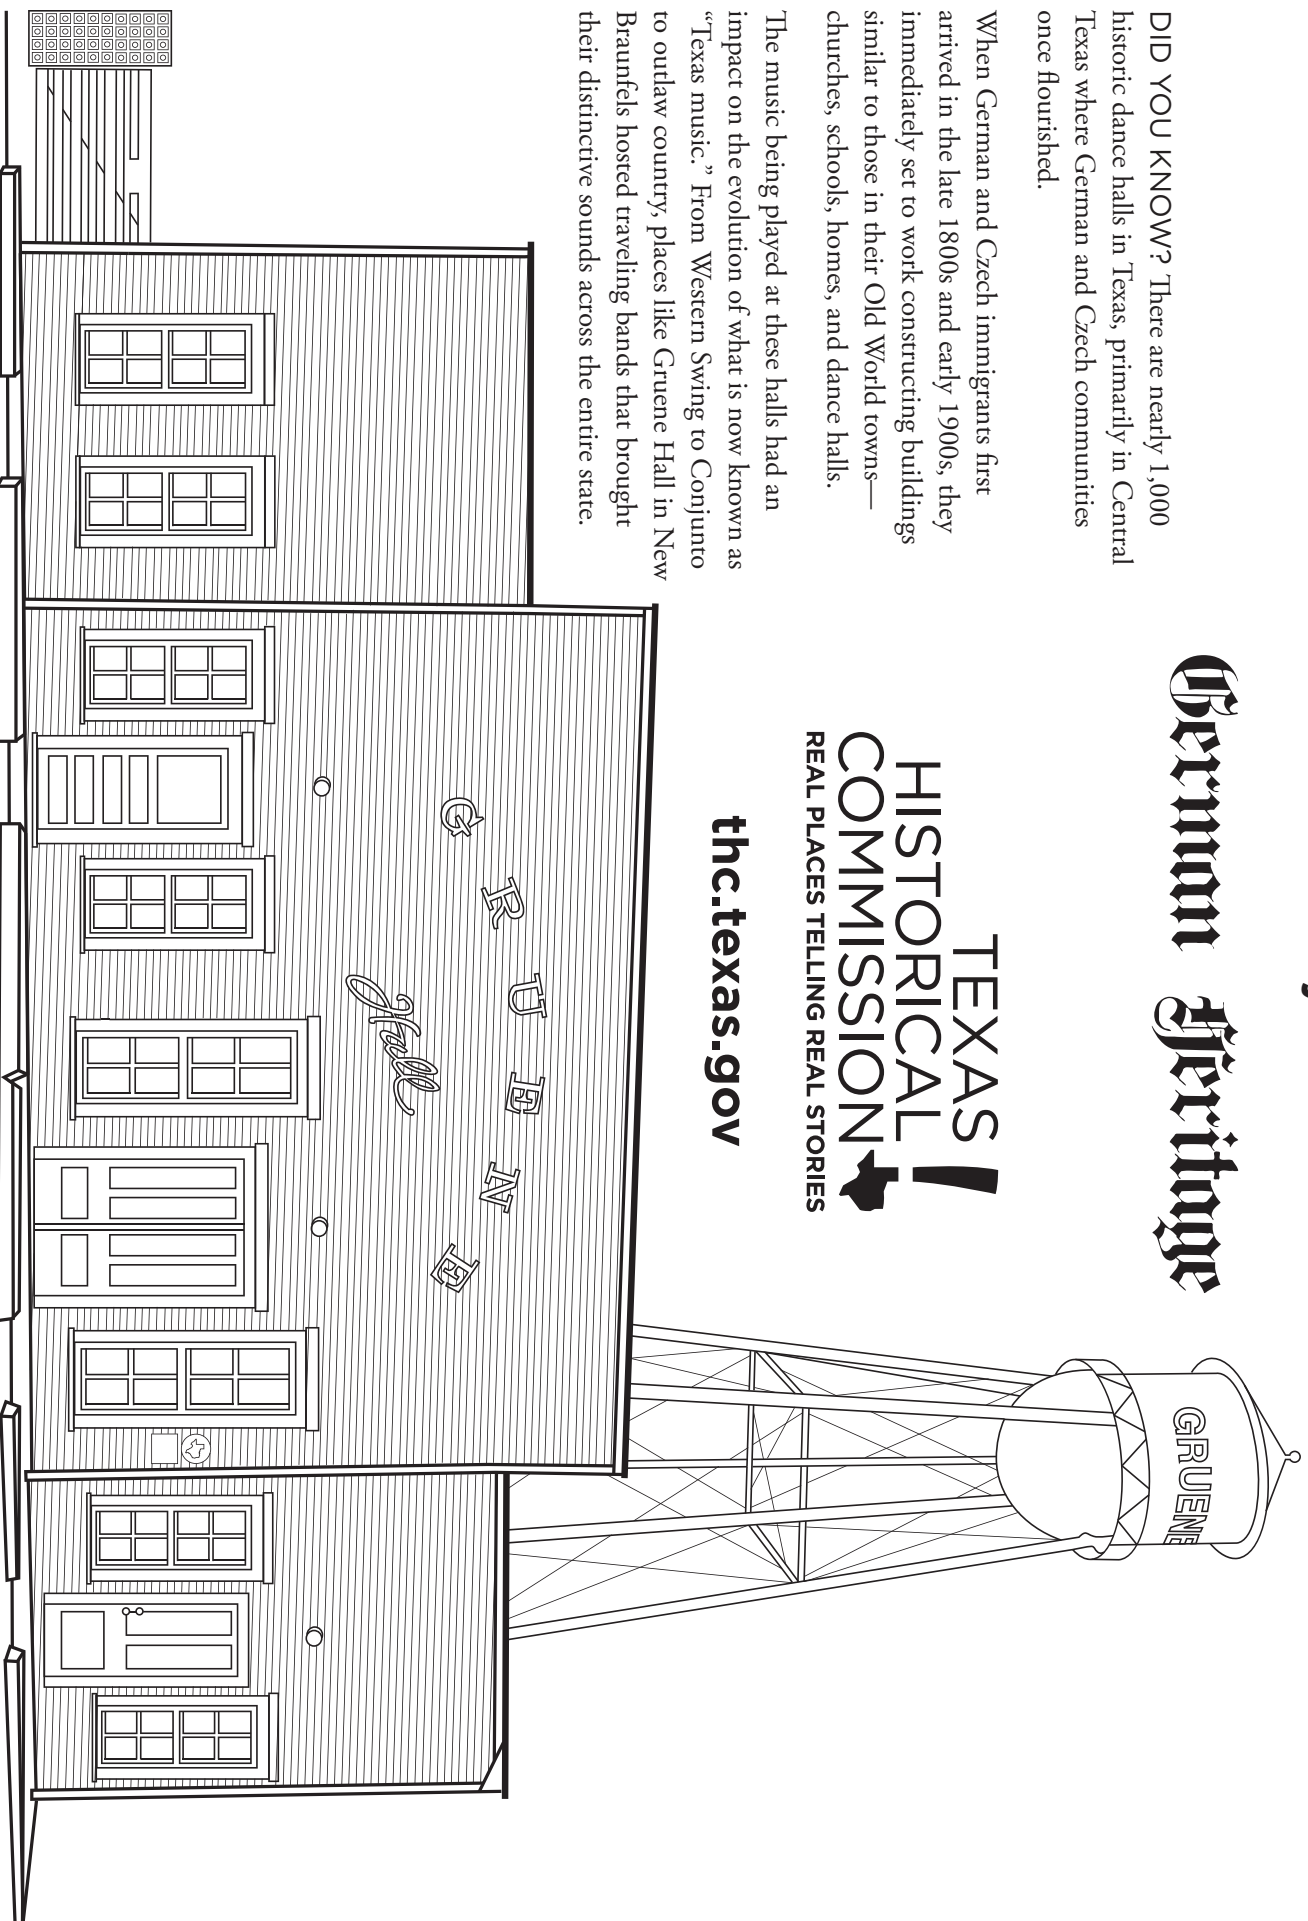 German Heritage
DID YOU KNOW? There are nearly 1,000
historic dance halls in Texas, primarily in Central
Texas where German and Czech communities
once flourished.
When German and Czech immigrants first
arrived in the late 1800s and early 1900s, they
immediately set to work constructing buildings
similar to those in their Old World towns—
churches, schools, homes, and dance halls.
The music being played at these halls had an
impact on the evolution of what is now known as
“Texas music.” From Western Swing to Conjunto
to outlaw country, places like Gruene Hall in New
Braunfels hosted traveling bands that brought
their distinctive sounds across the entire state.
TEXAS
HISTORICAL
COMMISSION
REAL PLACES TELLING REAL STORIES
thc.texas.gov
GRUENE
GRUENE
Hall